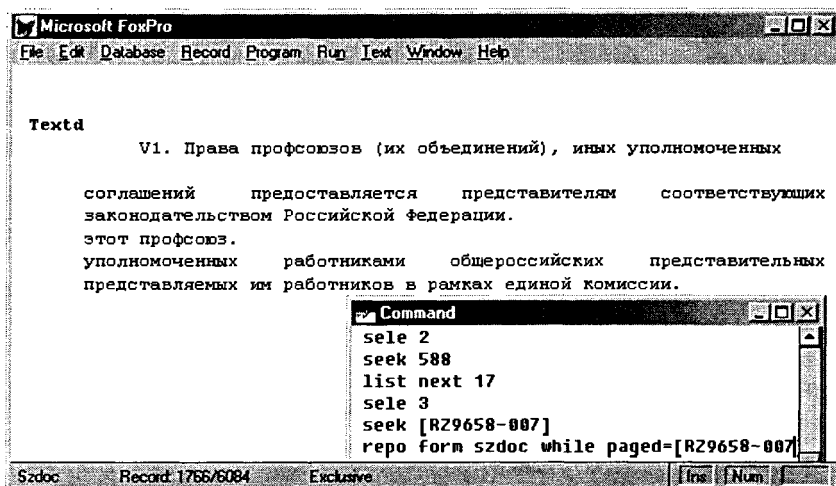 Microsoft FoxPro
File Edit Database Record Program Run Text Window Help
Textd
V1. Права профсоюзов (их объединений), иных уполномоченных
соглашений предоставляется представителям соответствующих
законодательством Российской Федерации.
этот профсоюз.
уполномоченных работниками общероссийских представительных
представляемых им работников в рамках единой комиссии.
Command
sele 2
seek 588
list next 17
sele 3
seek [RZ9658-007]
repo form szdoc while paged=[RZ9658-007
Szdoc Record: 1766/6084 Exclusive Ins Num